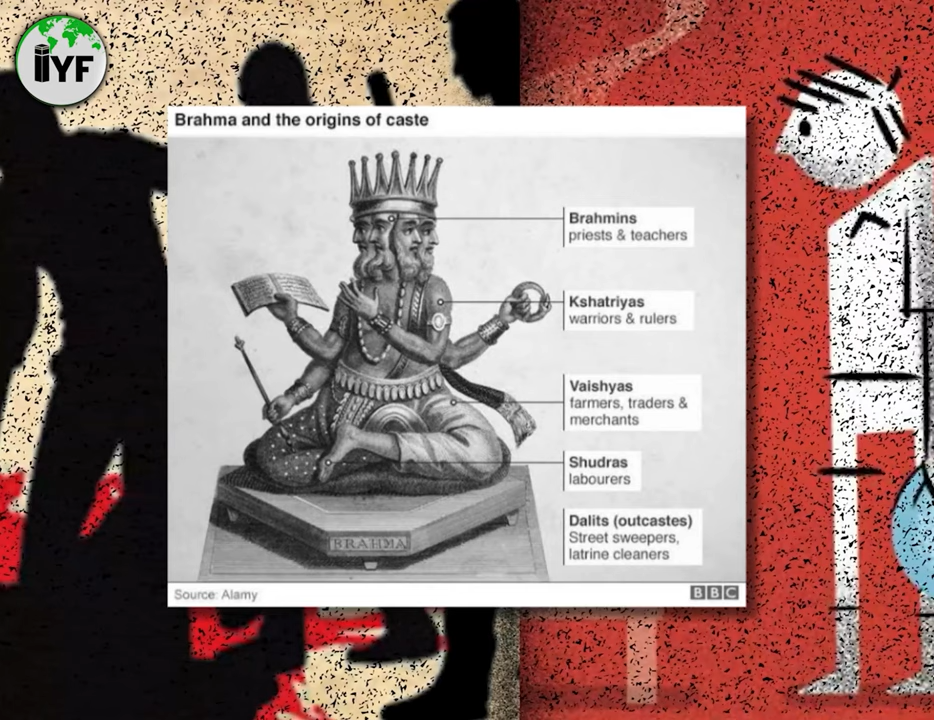 IYF
Brahma and the origins of caste
Brahmins
priests & teachers
Kshatriyas
warriors & rulers
Vaishyas
farmers, traders &
merchants
Shudras
labourers
Dalits (outcastes)
Street sweepers,
latrine cleaners
BRAHMA
Source: Alamy
BBC